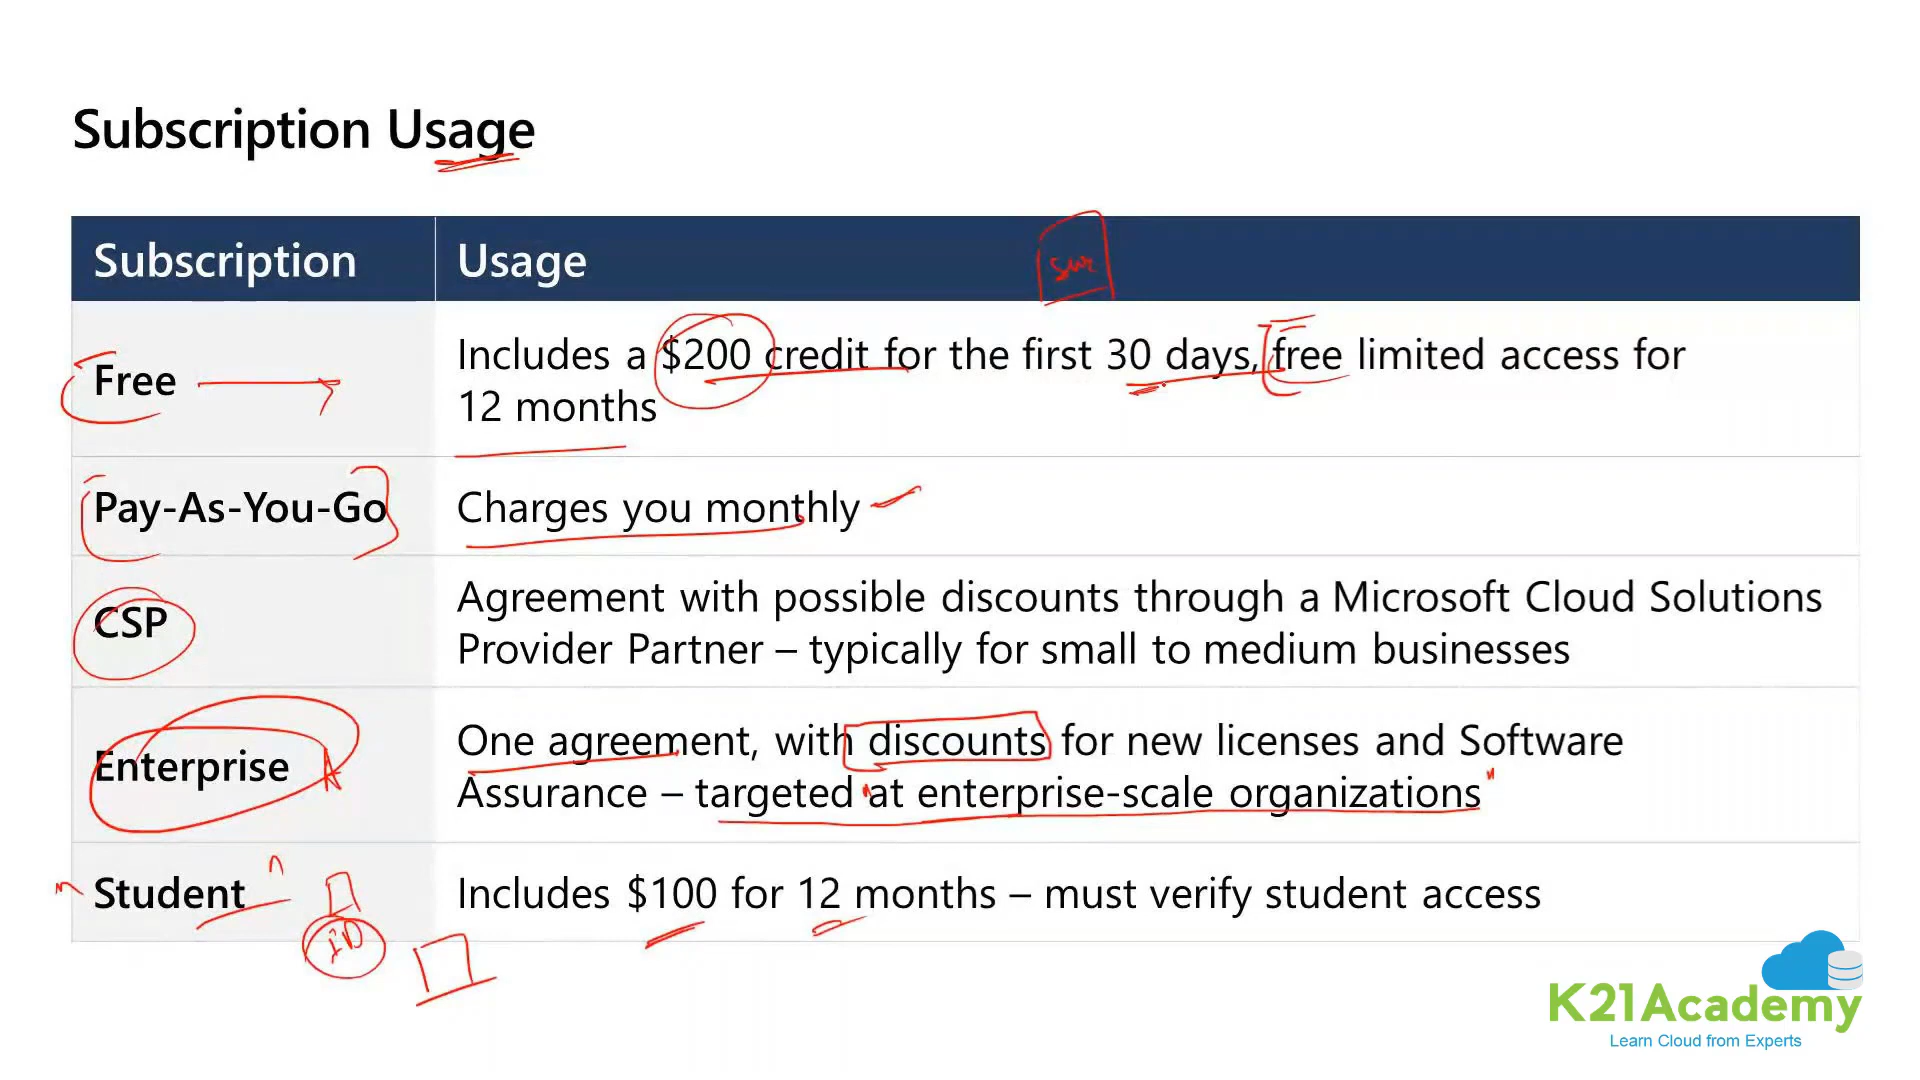 Subscription Usage
Subscription Usage
Free Includes a $200 credit for the first 30 days, free limited access for
12 months
Pay-As-You-Go Charges you monthly
CSP Agreement with possible discounts through a Microsoft Cloud Solutions
Provider Partner – typically for small to medium businesses
Enterprise One agreement, with discounts for new licenses and Software
Assurance – targeted at enterprise-scale organizations
Student Includes $100 for 12 months – must verify student access
ID
K21Academy
Learn Cloud from Experts